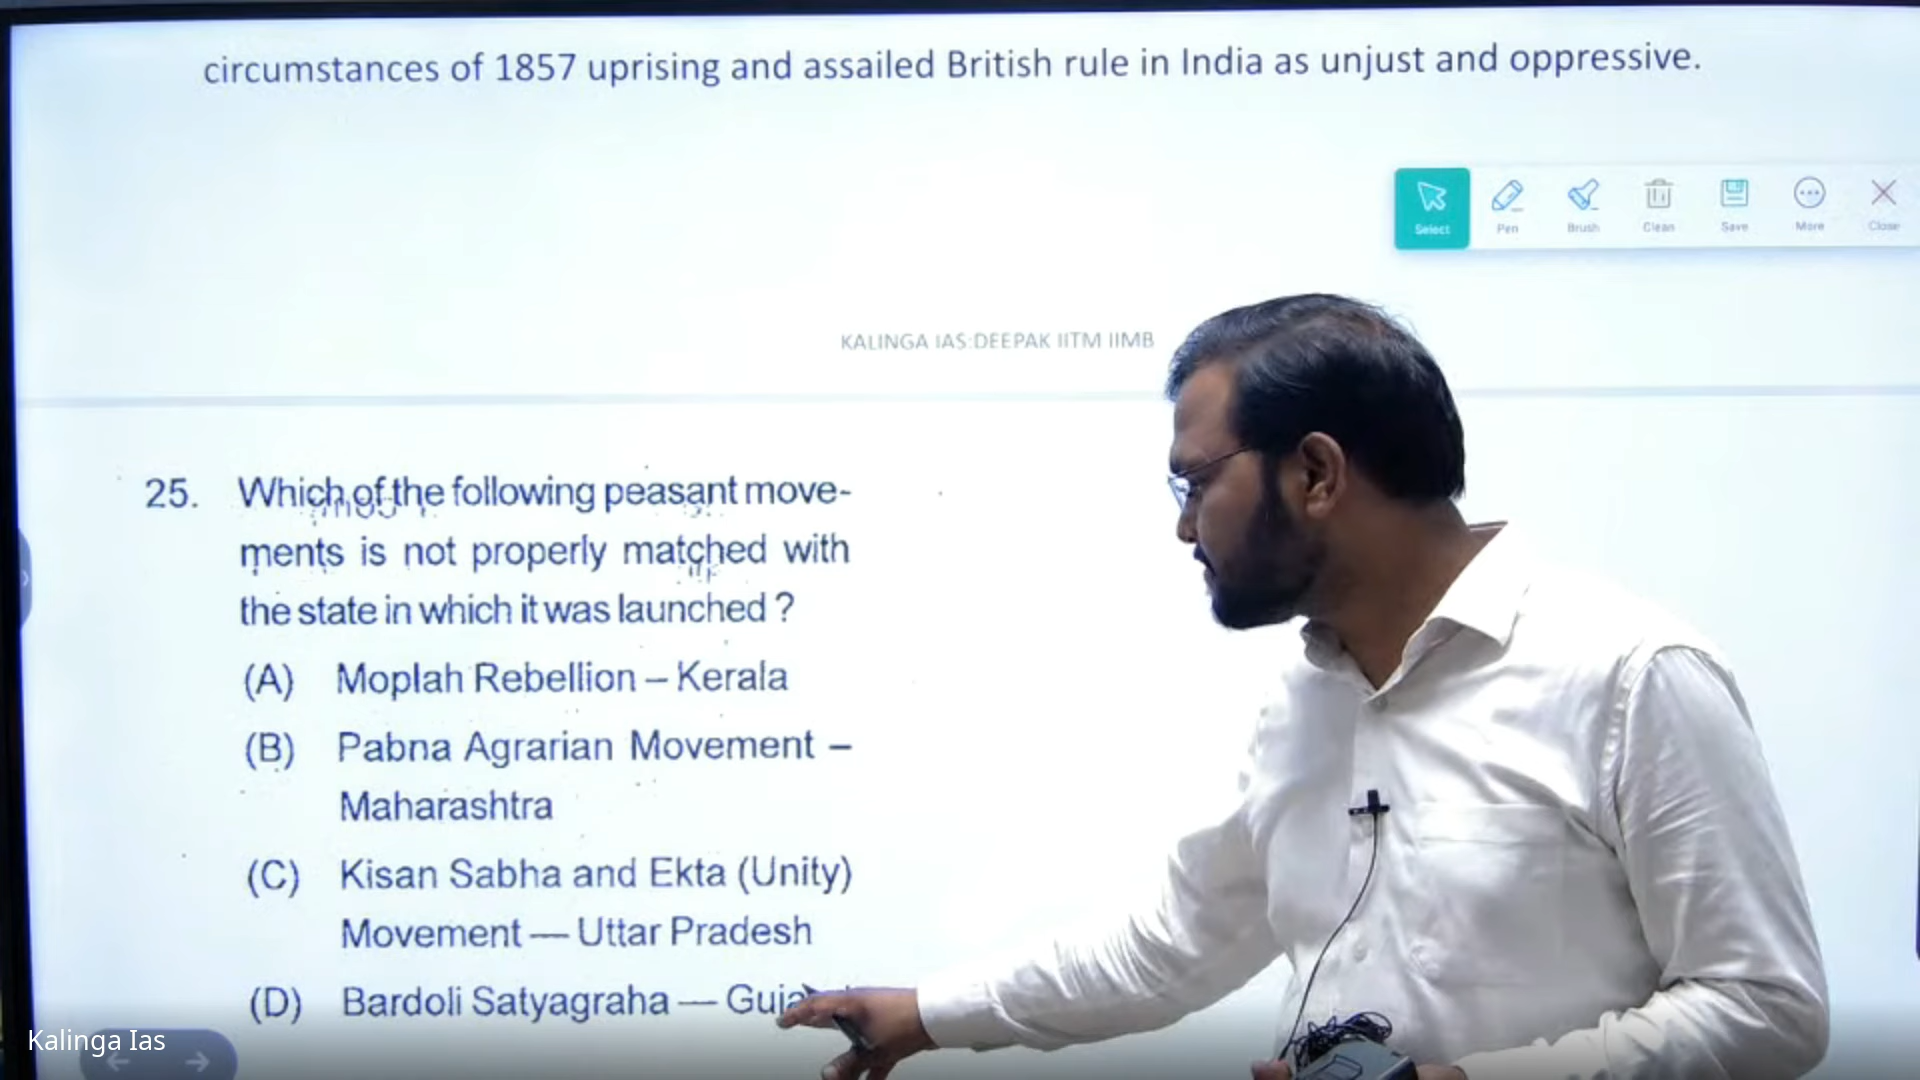 circumstances of 1857 uprising and assailed British rule in India as unjust and oppressive.
Select Pen Brush Clean Save More Close
KALINGA IAS:DEEPAK IITM IIMB
25. Which of the following peasant move-
ments is not properly matched with
the state in which it was launched ?
(A) Moplah Rebellion – Kerala
(B) Pabna Agrarian Movement –
Maharashtra
(C) Kisan Sabha and Ekta (Unity)
Movement — Uttar Pradesh
(D) Bardoli Satyagraha —
Kalinga Ias